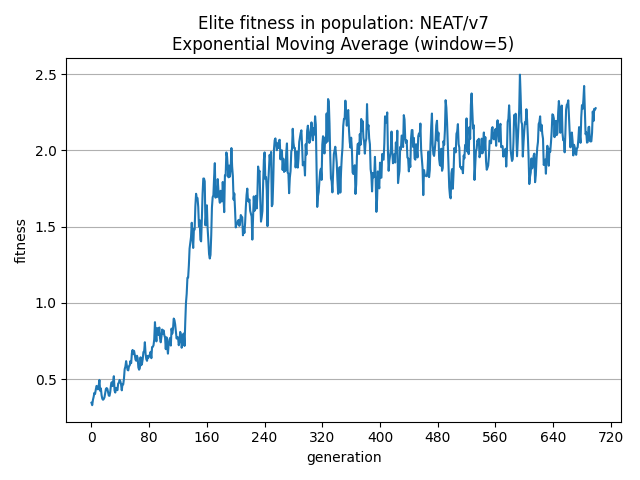 Elite fitness in population: NEAT/v7
Exponential Moving Average (window=5)
2.5
2.0
1.5
1.0
0.5
fitness
0 80 160 240 320 400 480 560 640 720
generation